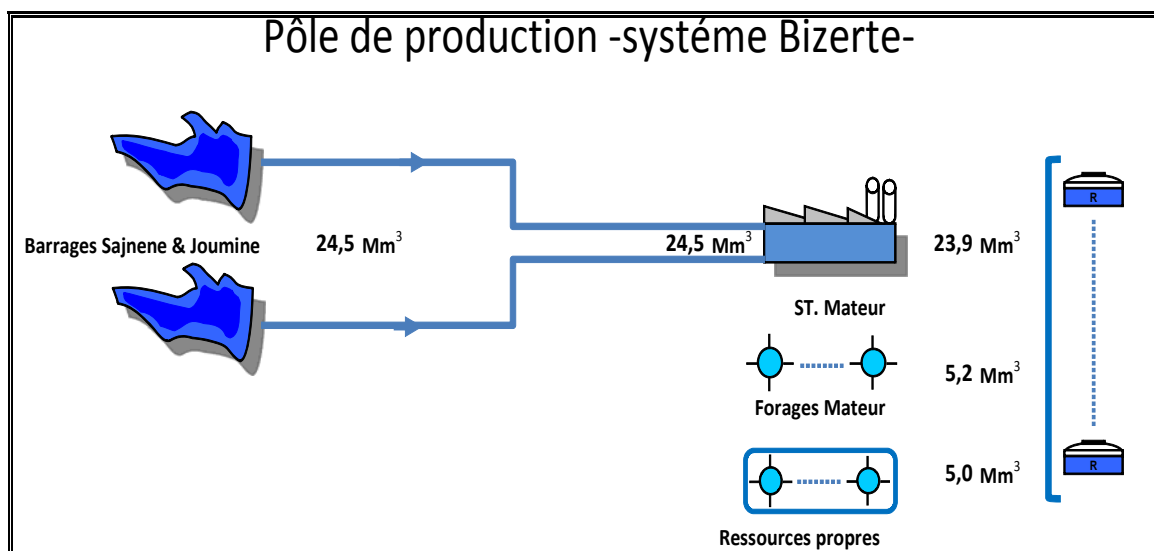 Pôle de production -systéme Bizerte-
R
Barrages Sajnene & Joumine 24,5 Mm³ 24,5 Mm³ 23,9 Mm³
ST. Mateur
5,2 Mm³
Forages Mateur
R
5,0 Mm³
Ressources propres